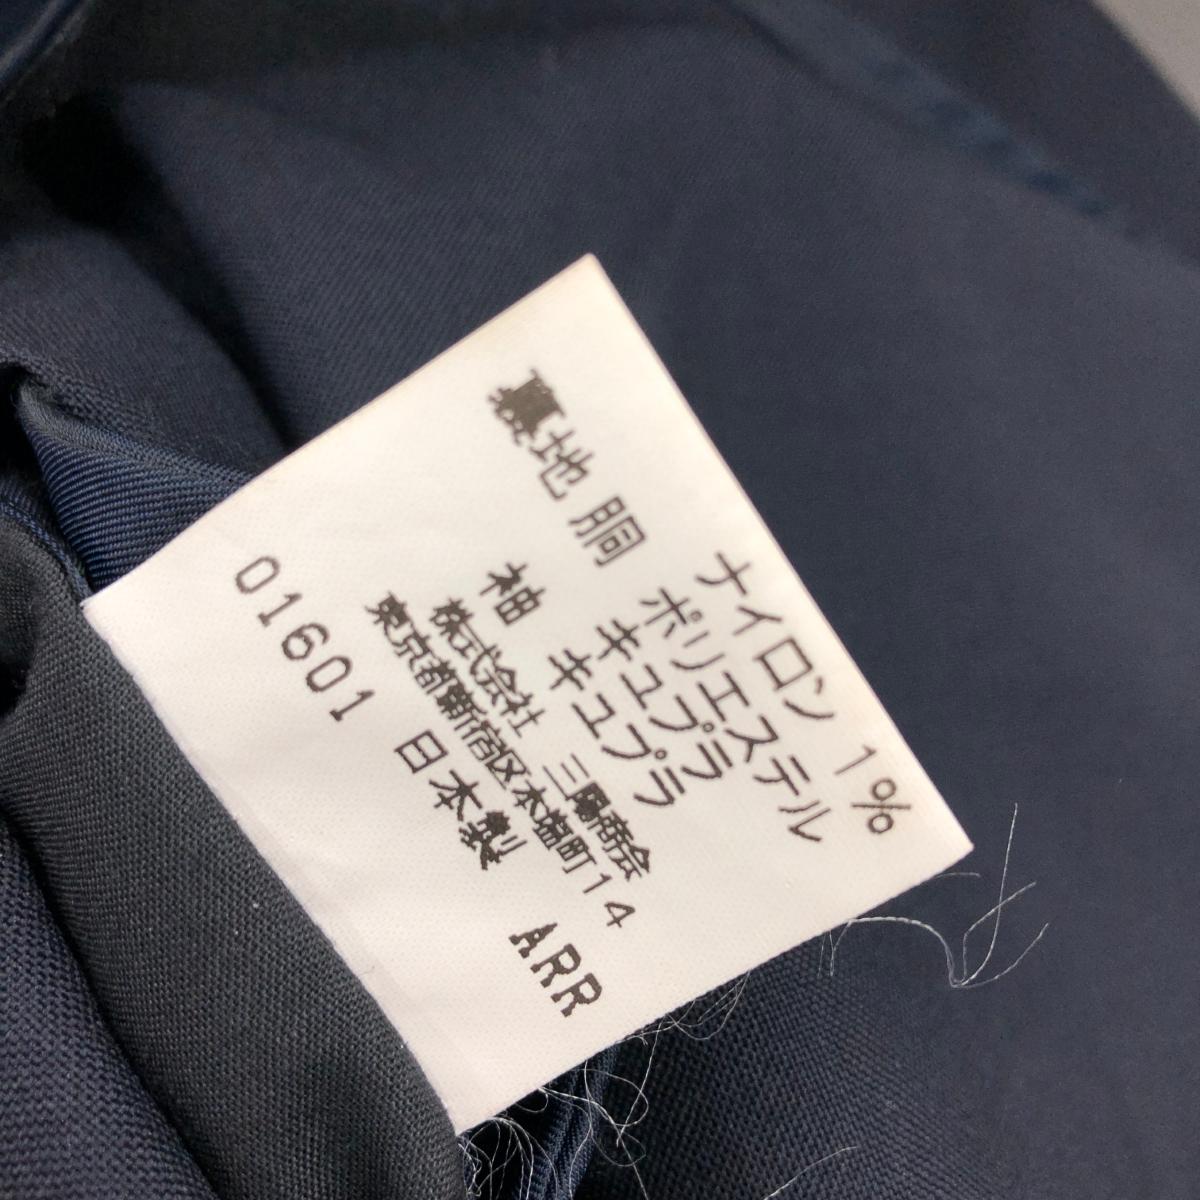 ナイロン 1%
裏地 胴 ポリエステル
キュプラ
袖 キュプラ
株式会社 三陽商会
東京都新宿区本塩町14
01601 日本製 ARR